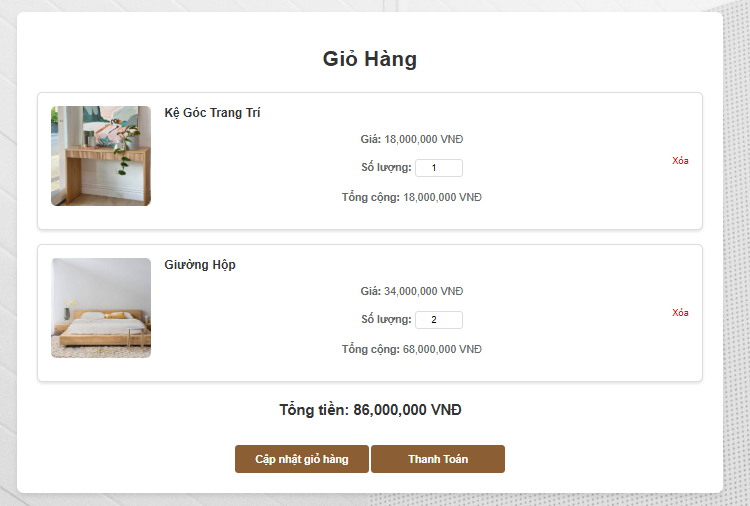 Giỏ Hàng
Kệ Góc Trang Trí
Giá: 18,000,000 VNĐ
Số lượng: 1
Xóa
Tổng cộng: 18,000,000 VNĐ
Giường Hộp
Giá: 34,000,000 VNĐ
Số lượng: 2
Xóa
Tổng cộng: 68,000,000 VNĐ
Tổng tiền: 86,000,000 VNĐ
Cập nhật giỏ hàng Thanh Toán